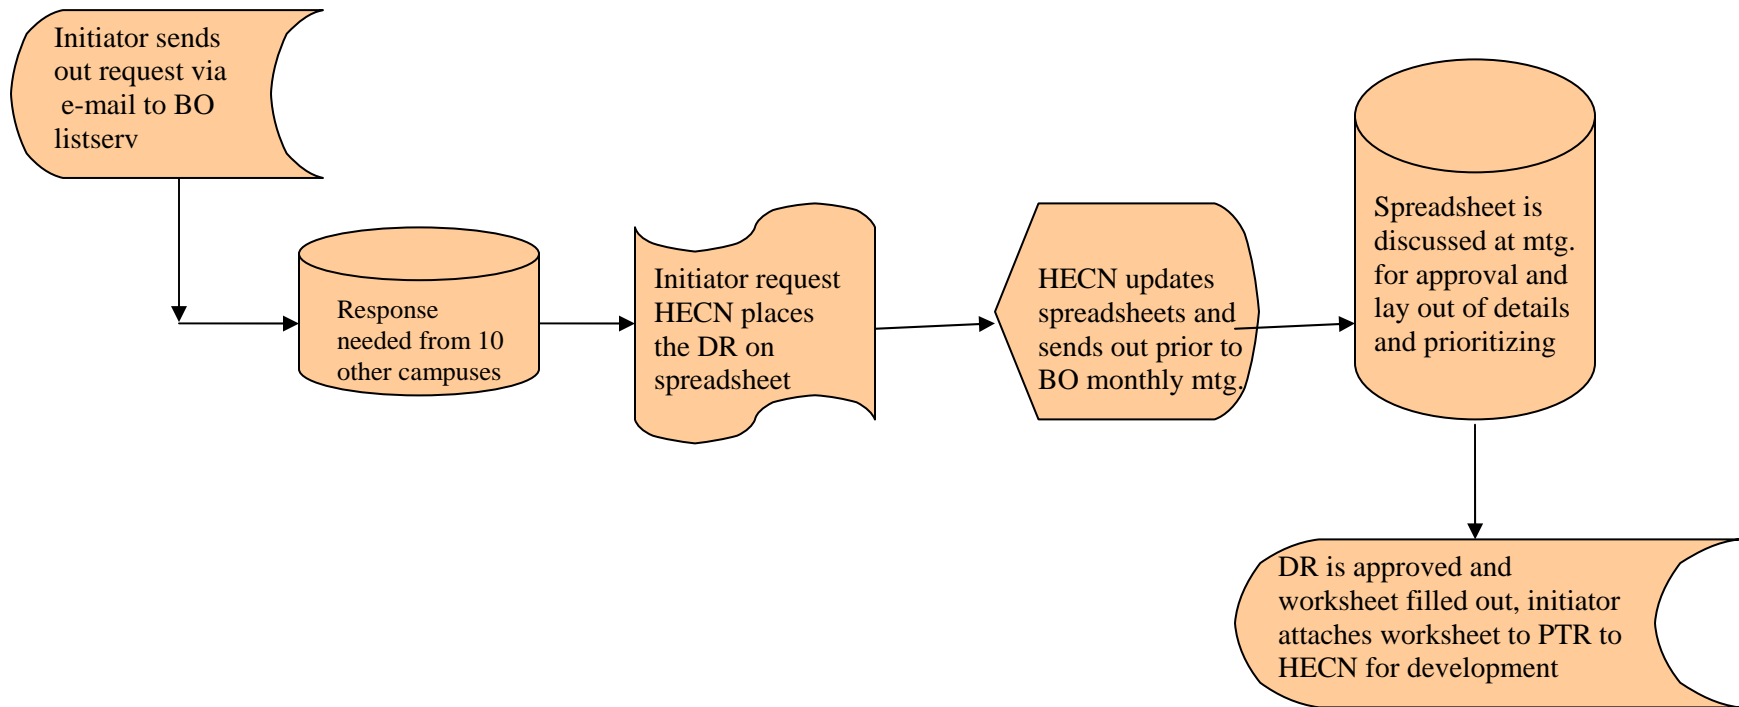 Initiator sends
out request via
e-mail to BO
listserv
Response
needed from 10
other campuses
Initiator request
HECN places
the DR on
spreadsheet
HECN updates
spreadsheets and
sends out prior to
BO monthly mtg.
Spreadsheet is
discussed at mtg.
for approval and
lay out of details
and prioritizing
DR is approved and
worksheet filled out, initiator
attaches worksheet to PTR to
HECN for development